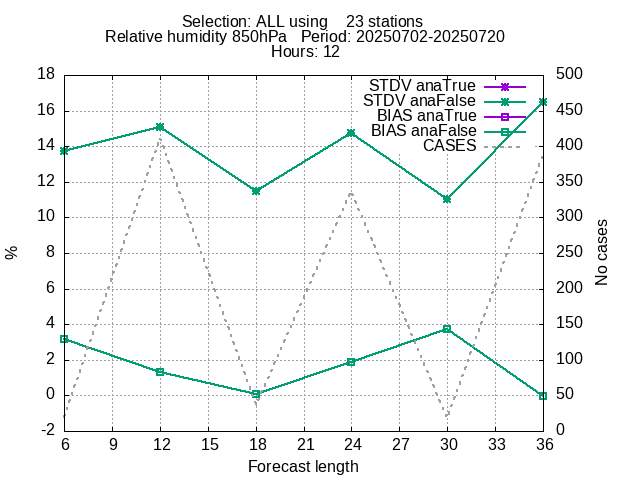 Selection: ALL using    23 stations
Relative humidity 850hPa   Period: 20250702-20250720
Hours: 12
STDV anaTrue
STDV anaFalse
BIAS anaTrue
BIAS anaFalse
CASES
18
16
14
12
10
8
6
4
2
0
-2
%
500
450
400
350
300
250
200
150
100
50
0
No cases
6 9 12 15 18 21 24 27 30 33 36
Forecast length